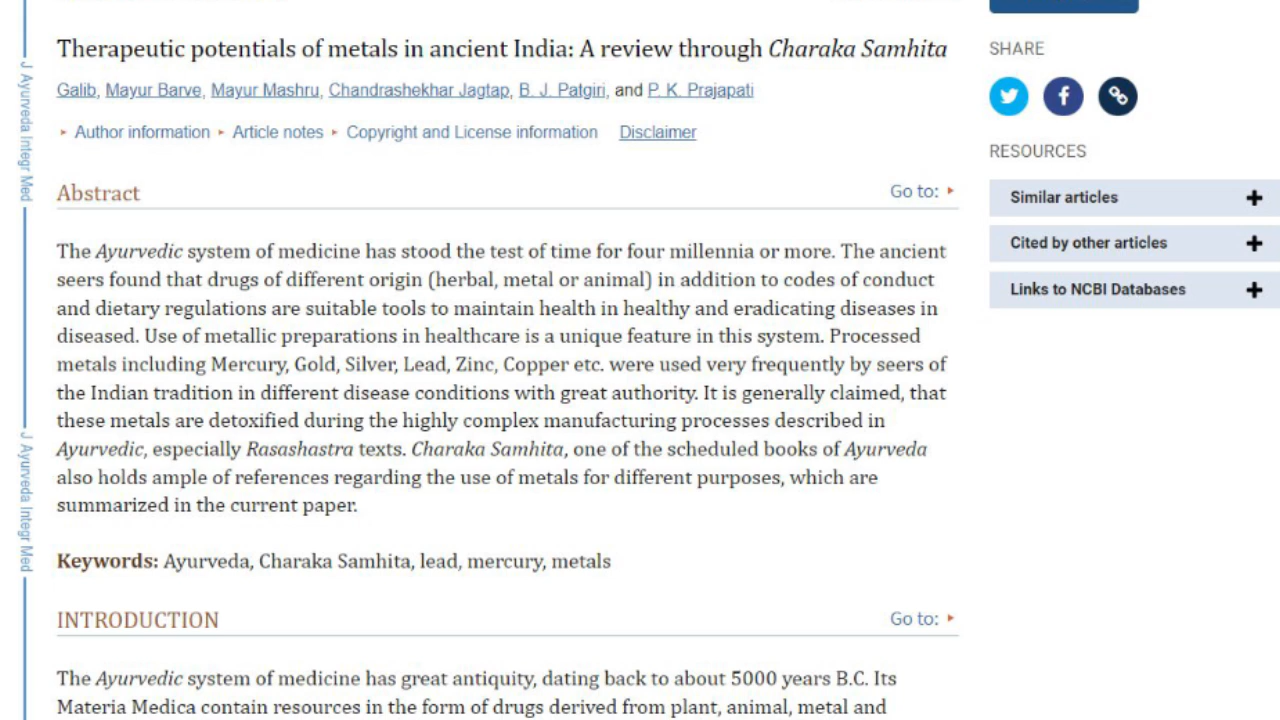 Therapeutic potentials of metals in ancient India: A review through Charaka Samhita
Galib, Mayur Barve, Mayur Mashru, Chandrashekhar Jagtap, B. J. Patgiri, and P. K. Prajapati
Author information Article notes Copyright and License information Disclaimer
Abstract
Go to:
The Ayurvedic system of medicine has stood the test of time for four millennia or more. The ancient
seers found that drugs of different origin (herbal, metal or animal) in addition to codes of conduct
and dietary regulations are suitable tools to maintain health in healthy and eradicating diseases in
diseased. Use of metallic preparations in healthcare is a unique feature in this system. Processed
metals including Mercury, Gold, Silver, Lead, Zinc, Copper etc. were used very frequently by seers of
the Indian tradition in different disease conditions with great authority. It is generally claimed, that
these metals are detoxified during the highly complex manufacturing processes described in
Ayurvedic, especially Rasashastra texts. Charaka Samhita, one of the scheduled books of Ayurveda
also holds ample of references regarding the use of metals for different purposes, which are
summarized in the current paper.
Keywords: Ayurveda, Charaka Samhita, lead, mercury, metals
INTRODUCTION
Go to:
The Ayurvedic system of medicine has great antiquity, dating back to about 5000 years B.C. Its
Materia Medica contain resources in the form of drugs derived from plant, animal, metal and
J Ayurveda Integr Med
J Ayurveda Integr Med
SHARE
RESOURCES
Similar articles
Cited by other articles
Links to NCBI Databases